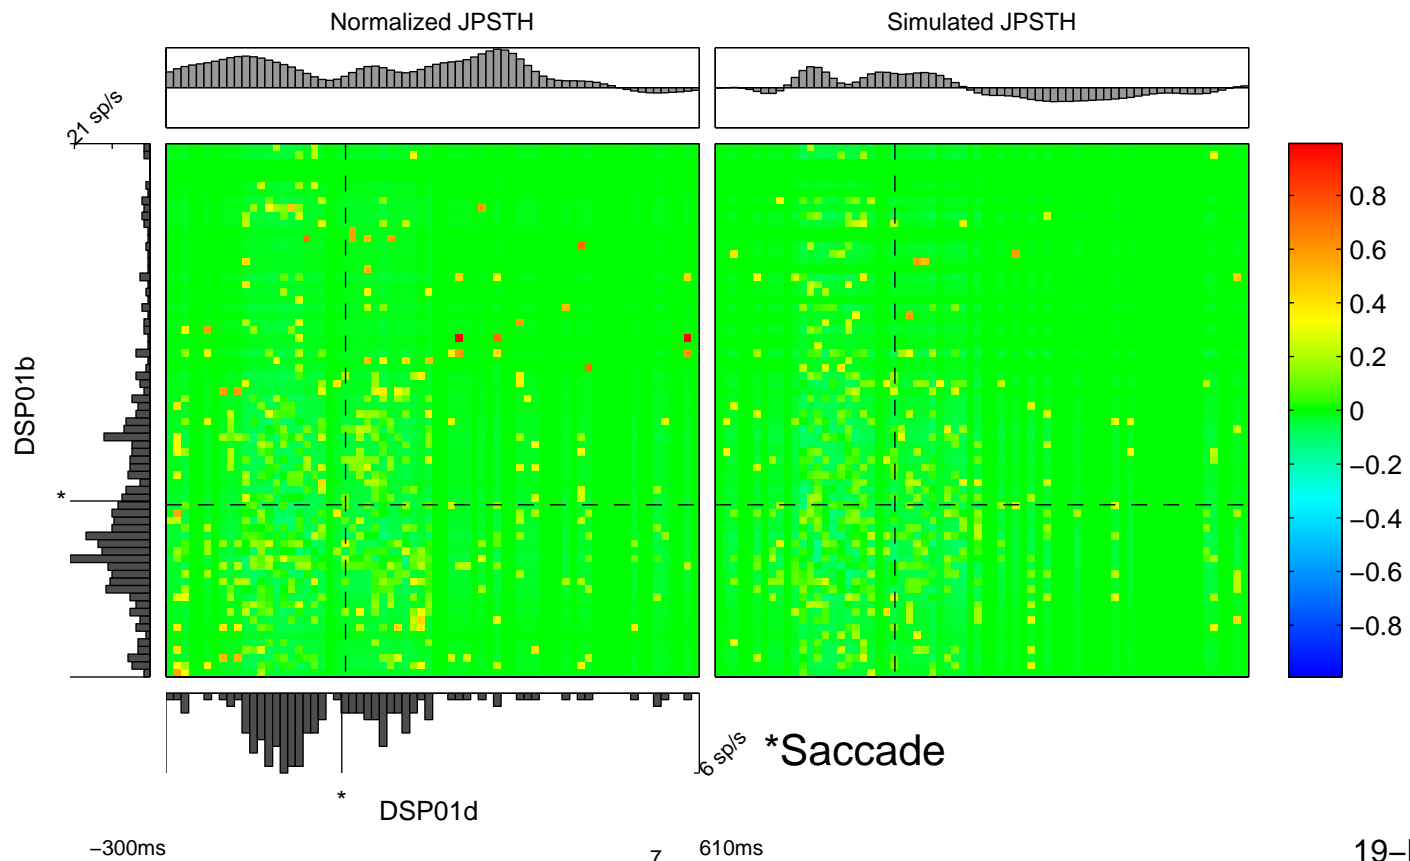 Normalized JPSTH
Simulated JPSTH
21 sp/s
DSP01b
*
0.8
0.6
0.4
0.2
0
−0.2
−0.4
−0.6
−0.8
6 sp/s
*Saccade
*
DSP01d
−300ms
7
610ms